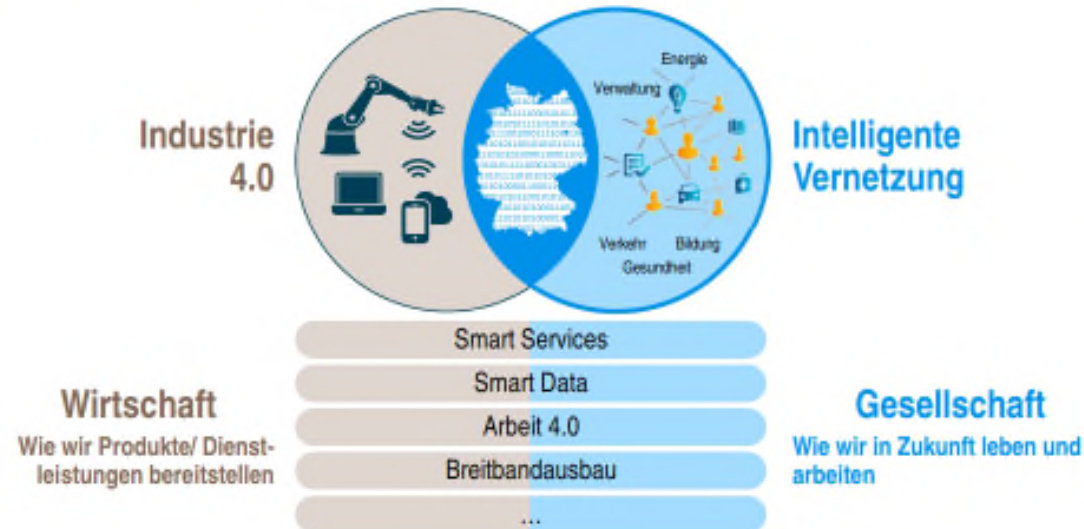 Energie
Verwaltung
Industrie
4.0
Intelligente
Vernetzung
Verkehr
Bildung
Gesundheit
Smart Services
Smart Data
Arbeit 4.0
Breitbandausbau
...
Wirtschaft
Wie wir Produkte/ Dienst-
leistungen bereitstellen
Gesellschaft
Wie wir in Zukunft leben und
arbeiten